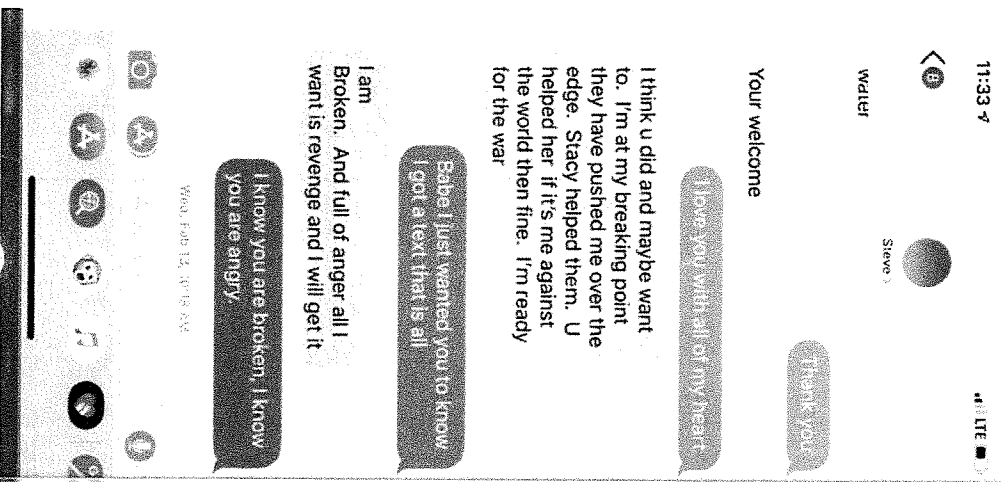 11:33
LTE
8
Steve >
water
Thank you
Your welcome
I love you with all of my heart
I think u did and maybe want
to. I'm at my breaking point
they have pushed me over the
edge. Stacy helped them. U
helped her if it's me against
the world then fine. I'm ready
for the war
Babe I just wanted you to know
I got a text that is all
I am
Broken. And full of anger all I
want is revenge and I will get it
I know you are broken, I know
you are angry